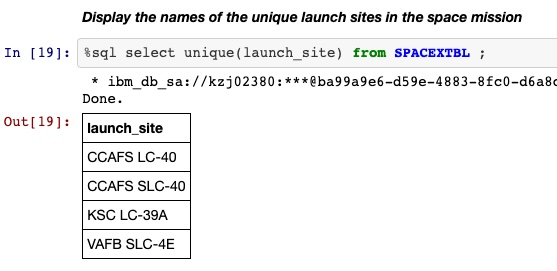 Display the names of the unique launch sites in the space mission
In [19]: %sql select unique(launch_site) from SPACEXTBL ;
* ibm_db_sa://kzj02380:***@ba99a9e6-d59e-4883-8fc0-d6a8c
Done.
Out[19]:
launch_site
CCAFS LC-40
CCAFS SLC-40
KSC LC-39A
VAFB SLC-4E